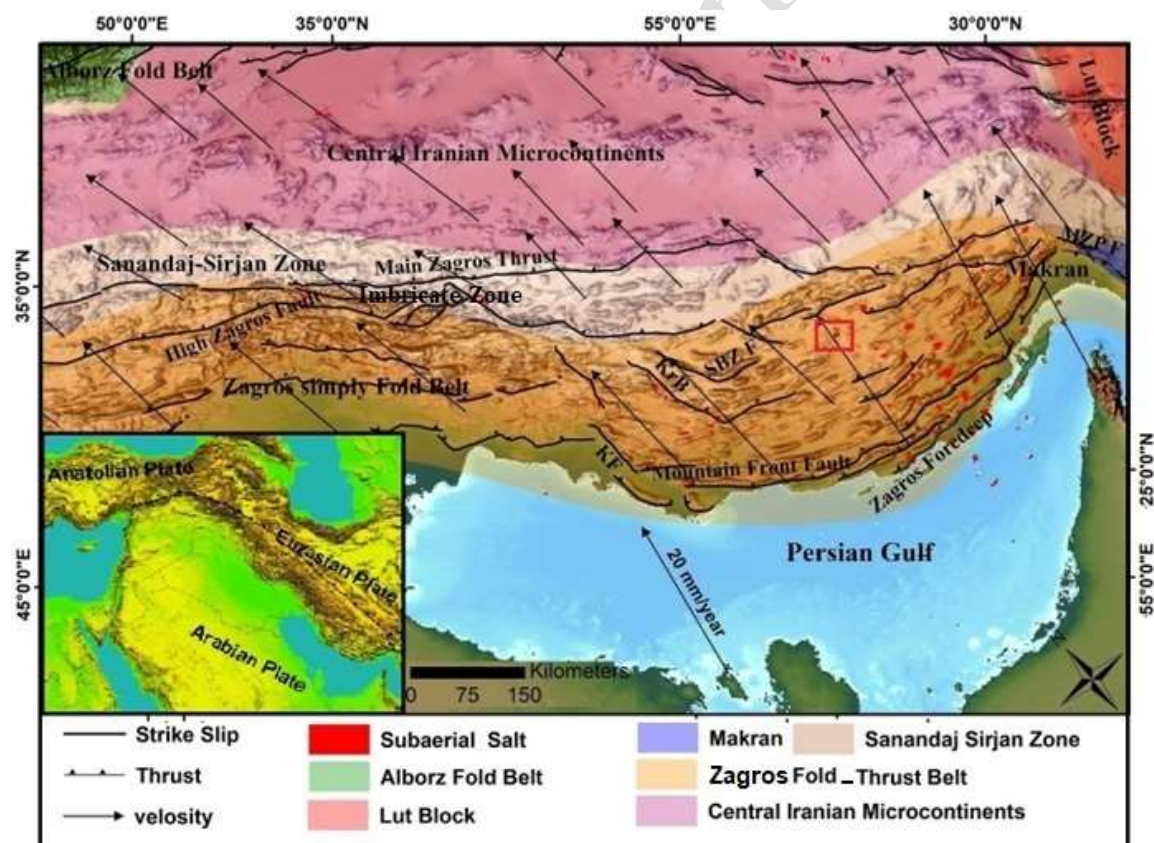 50°0'0"E
35°0'0"N
55°0'0"E
30°0'0"N
Alborz Fold Belt
Lut Block
Central Iranian Microcontinents
35°0'0"N
Sanandaj-Sirjan Zone
Main Zagros Thrust
MZP F
Makran
Imbricate Zone
High Zagros Fault
KrB
SBZ F
Zagros simply Fold Belt
KF
Mountain Front Fault
Zagros Foredeep
25°0'0"N
Anatolian Plate
Eurasian Plate
Arabian Plate
Persian Gulf
20 mm/year
45°0'0"E
55°0'0"E
Kilometers
0 75 150
Strike Slip
Thrust
velosity
Subaerial Salt
Alborz Fold Belt
Lut Block
Makran
Sanandaj Sirjan Zone
Zagros Fold – Thrust Belt
Central Iranian Microcontinents